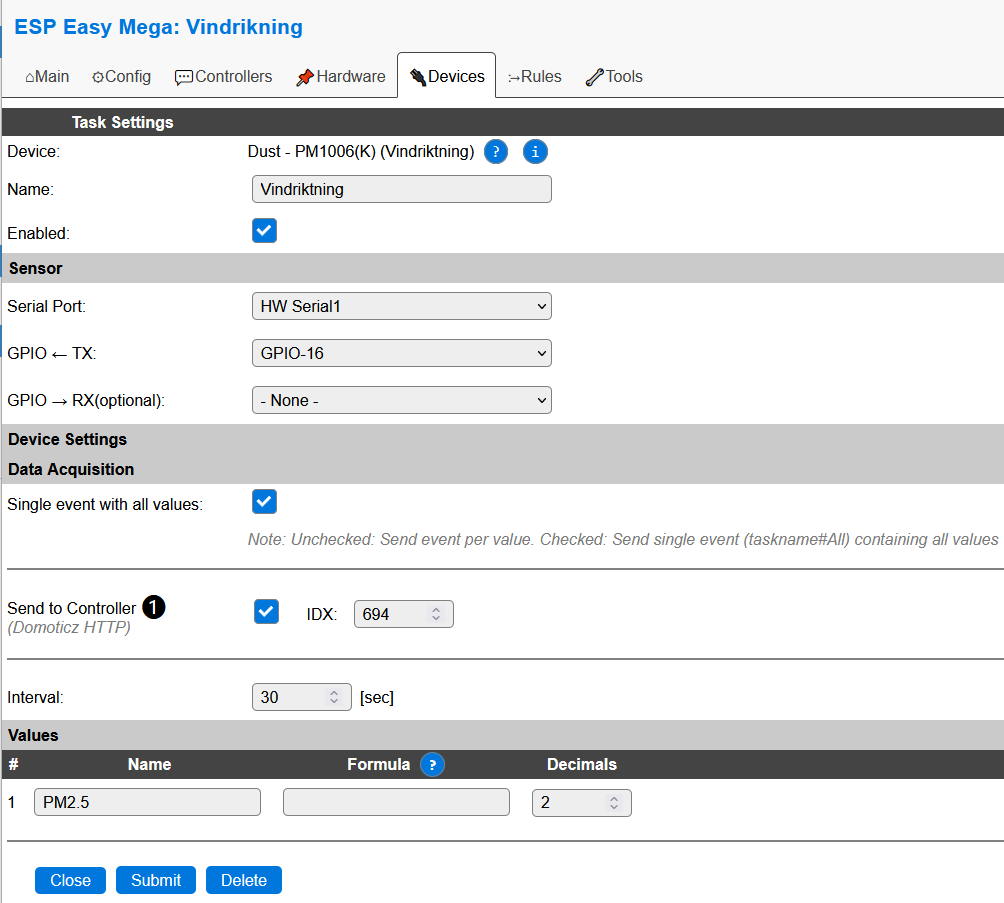 ESP Easy Mega: Vindrikning
⌂Main ⚙Config 💬Controllers 📌Hardware 🔌Devices Rules 🔧Tools
Task Settings
Device: Dust - PM1006(K) (Vindriktning) ? i
Name: Vindriktning
Enabled:
Sensor
Serial Port: HW Serial1
GPIO ← TX: GPIO-16
GPIO → RX(optional): - None -
Device Settings
Data Acquisition
Single event with all values:
Note: Unchecked: Send event per value. Checked: Send single event (taskname#All) containing all values
Send to Controller ❶ IDX: 694
(Domoticz HTTP)
Interval: 30 [sec]
Values
# Name Formula ? Decimals
1 PM2.5 2
Close Submit Delete